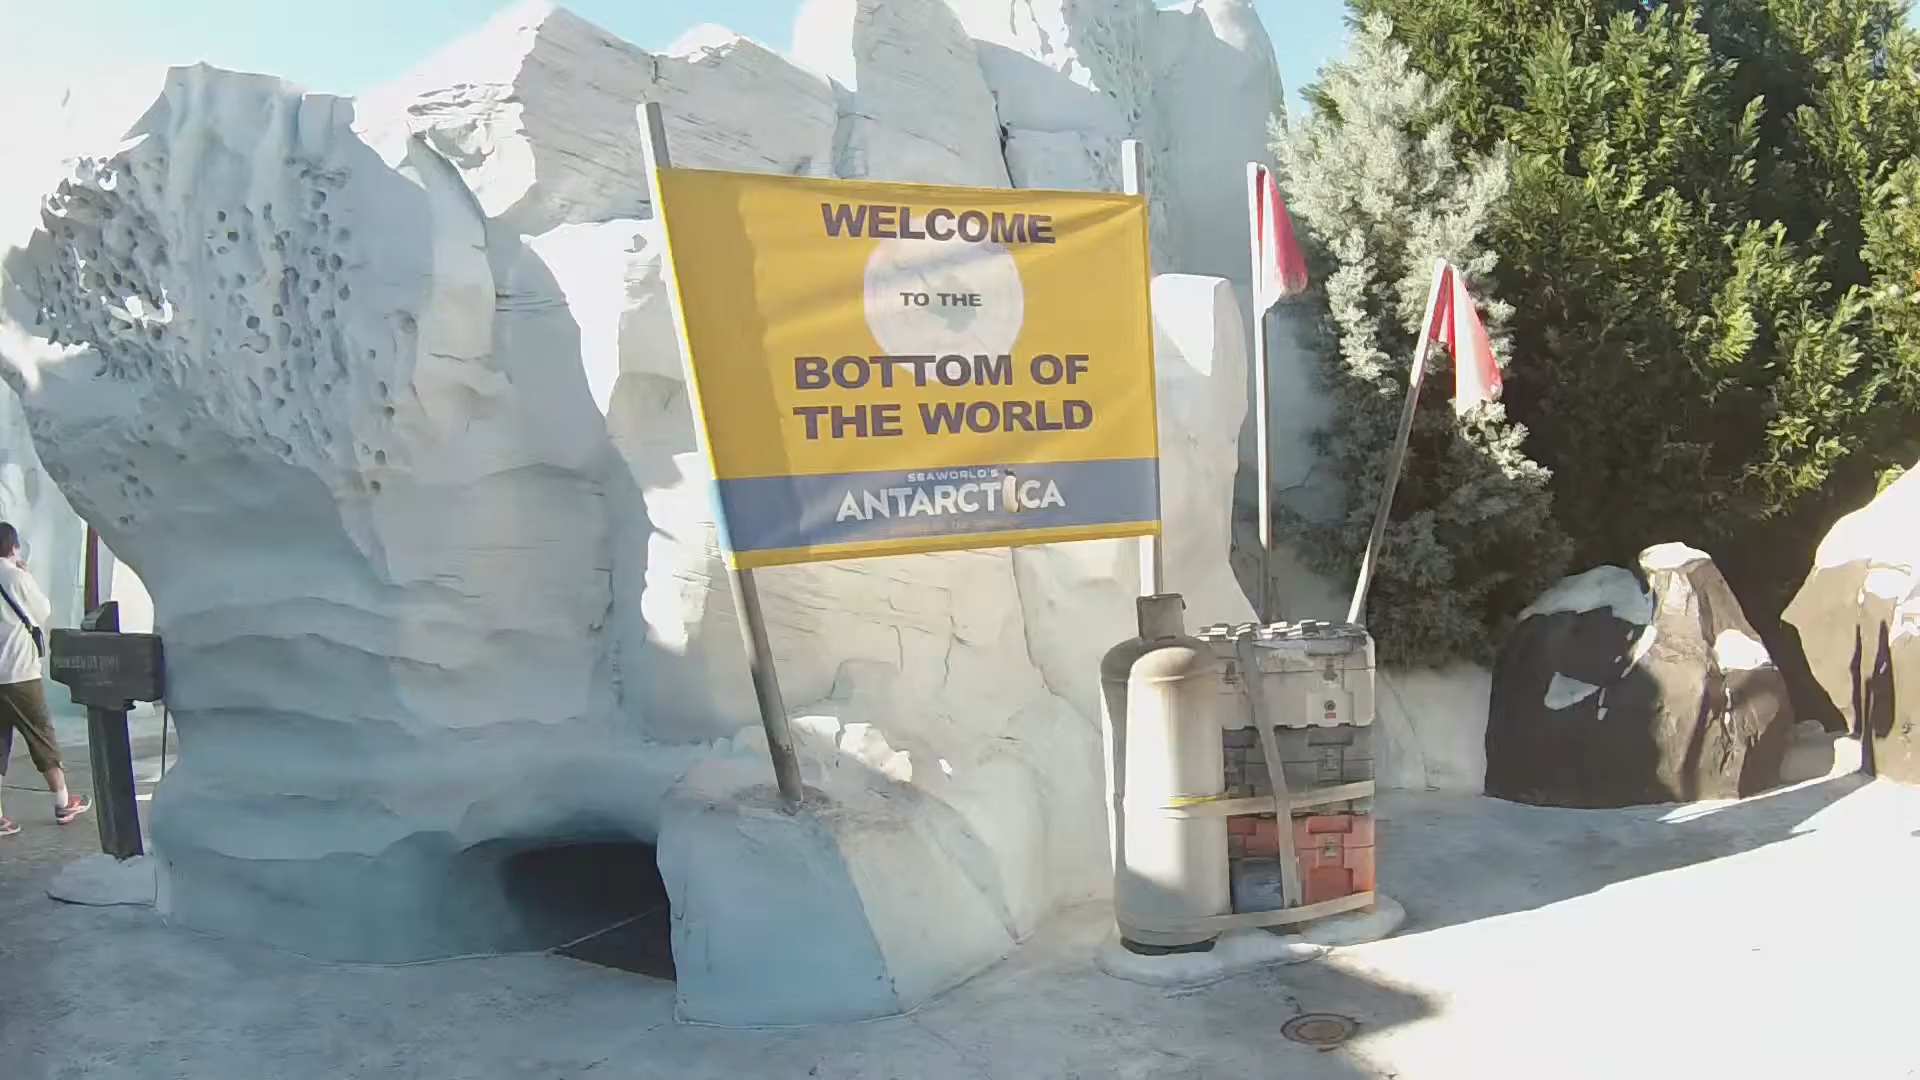 WELCOME
TO THE
BOTTOM OF
THE WORLD
SEAWORLD'S
ANTARCTICA